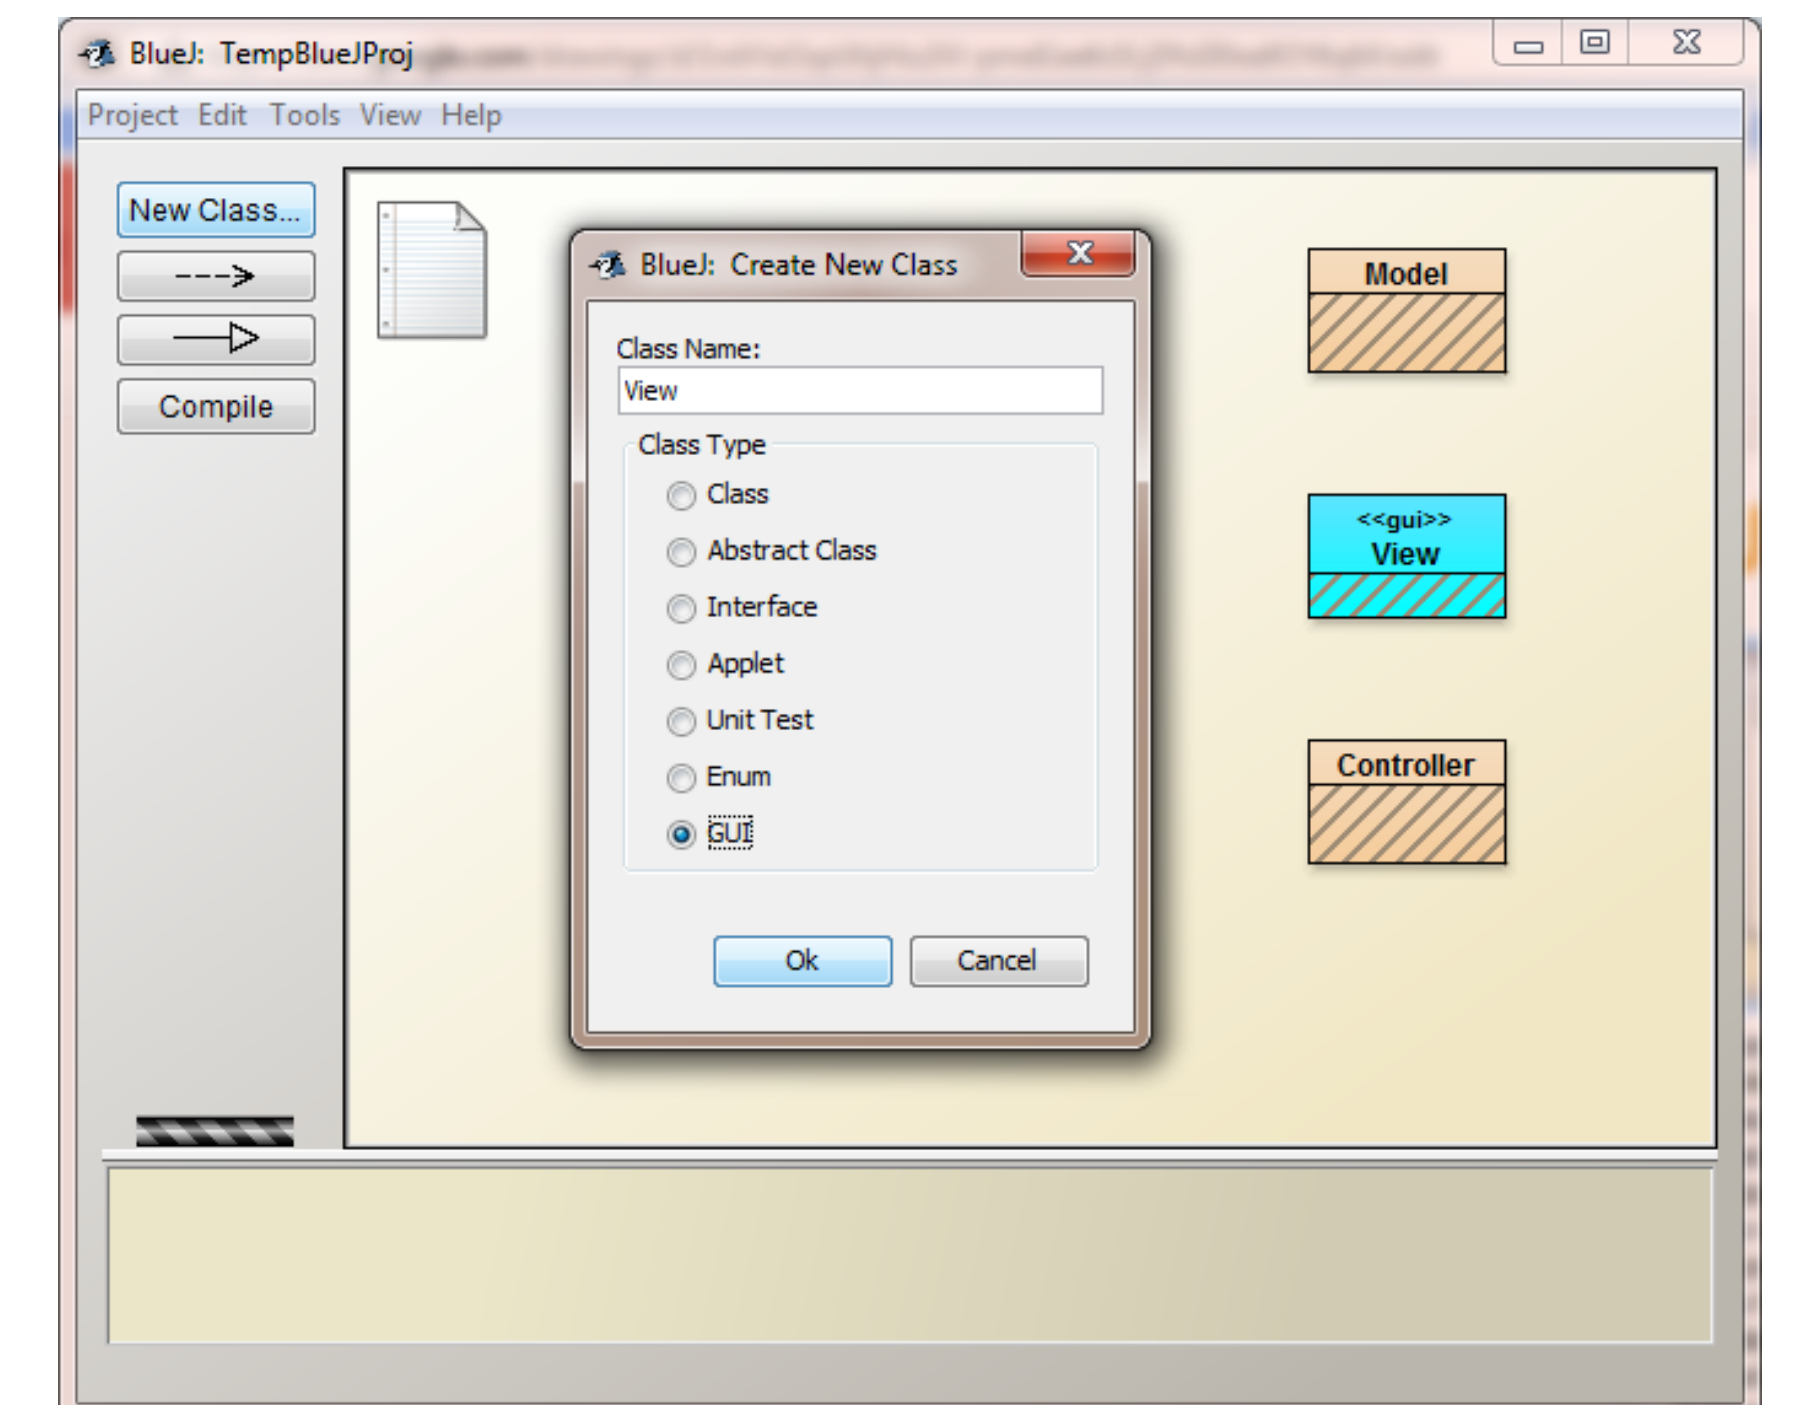 BlueJ: TempBlueJProj
Project Edit Tools View Help
New Class...
Compile
BlueJ: Create New Class
Class Name:
View
Class Type
Class
Abstract Class
Interface
Applet
Unit Test
Enum
GUI
Ok Cancel
Model
<<gui>>
View
Controller